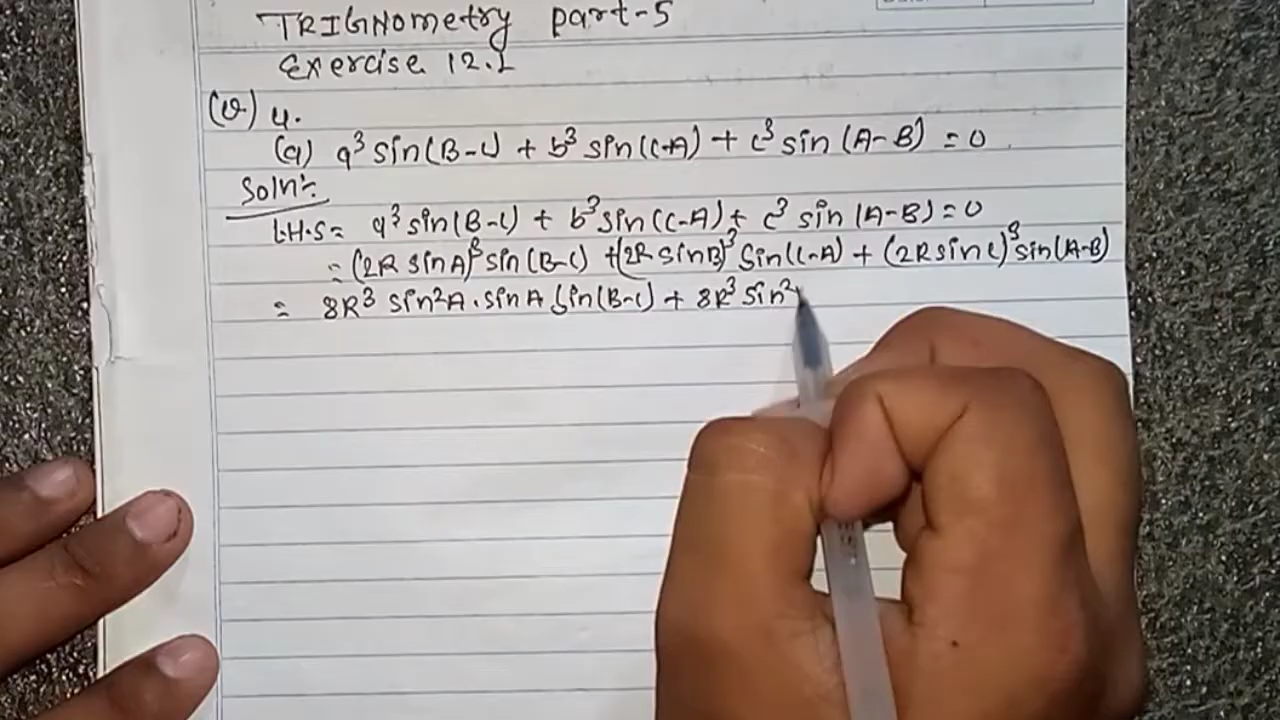 TRIGNometry part-5
Exercise 12.1
(Q) 4.
(a) a³ sin(B-C) + b³ sin(C-A) + c³ sin (A-B) = 0
Soln:
L.H.S = a³ sin(B-C) + b³ sin(C-A) + c³ sin (A-B) = 0
= (2R sinA)³ sin(B-C) + (2R sinB)³ sin(C-A) + (2R sinC)³ sin(A-B)
= 8R³ sin²A . sinA sin(B-C) + 8R³ sin²